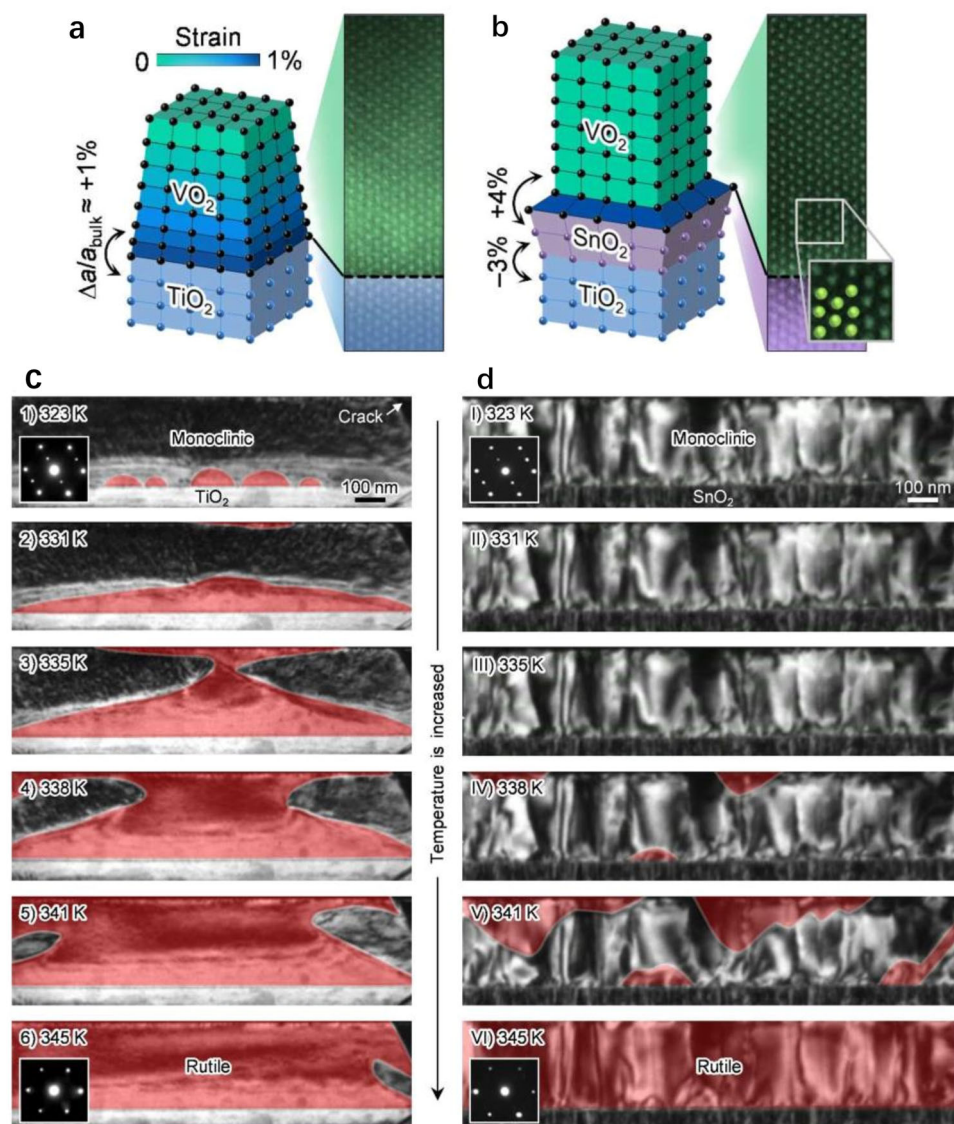 a
Strain
0 1%
VO₂
Δa/a_bulk ≈ +1%
TiO₂
b
VO₂
+4%
SnO₂
−3%
TiO₂
c
1) 323 K
Crack
Monoclinic
TiO₂
100 nm
2) 331 K
3) 335 K
4) 338 K
5) 341 K
6) 345 K
Rutile
Temperature is increased
d
I) 323 K
Monoclinic
SnO₂
100 nm
II) 331 K
III) 335 K
IV) 338 K
V) 341 K
VI) 345 K
Rutile